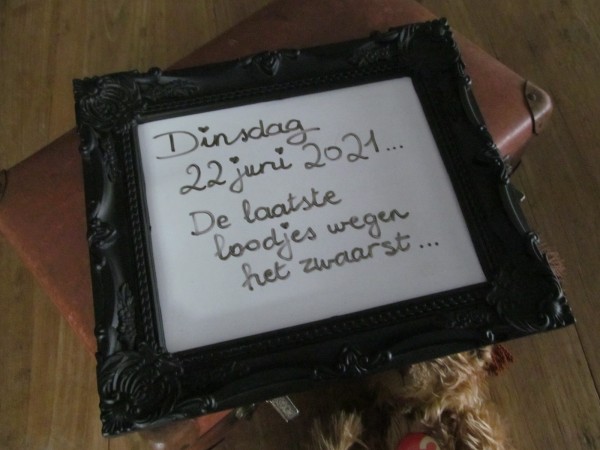 Dinsdag
22 juni 2021...
De laatste
loodjes wegen
het zwaarst...